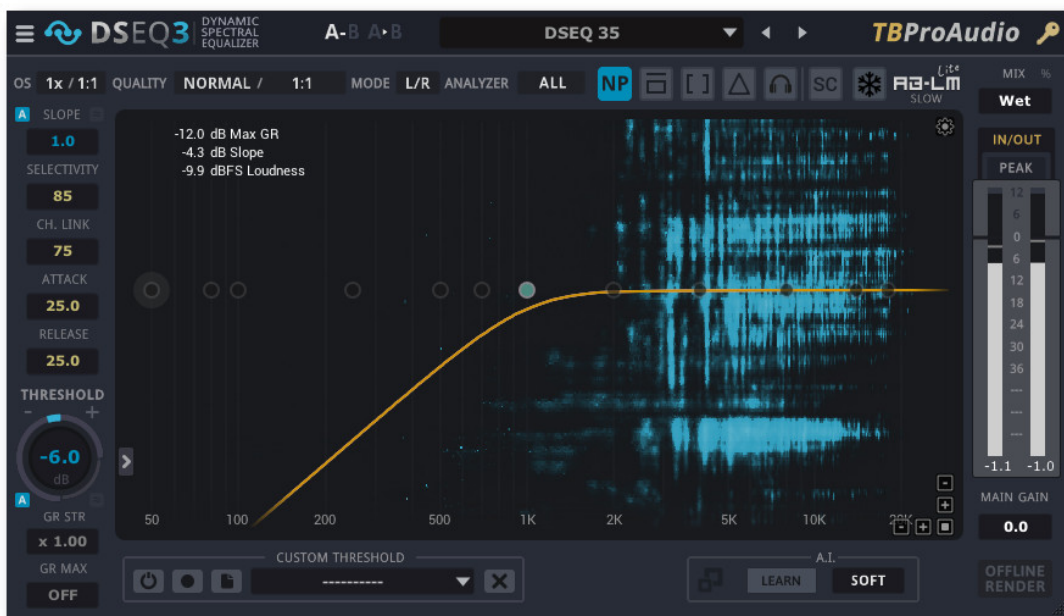 DSEQ3 DYNAMIC SPECTRAL EQUALIZER
A-B A▸B
DSEQ 35
TBProAudio
OS 1x / 1:1 QUALITY NORMAL / 1:1 MODE L/R ANALYZER ALL NP SC AB-LM Lite SLOW
MIX %
Wet
A SLOPE
1.0
SELECTIVITY
85
CH. LINK
75
ATTACK
25.0
RELEASE
25.0
THRESHOLD
- +
-6.0
dB
A
GR STR
x 1.00
GR MAX
OFF
-12.0 dB Max GR
-4.3 dB Slope
-9.9 dBFS Loudness
50 100 200 500 1K 2K 5K 10K 20K
- +
- +
IN/OUT
PEAK
12
6
0
6
12
18
24
30
36
---
---
---
-1.1 -1.0
MAIN GAIN
0.0
OFFLINE RENDER
CUSTOM THRESHOLD
----------
A.I.
LEARN SOFT